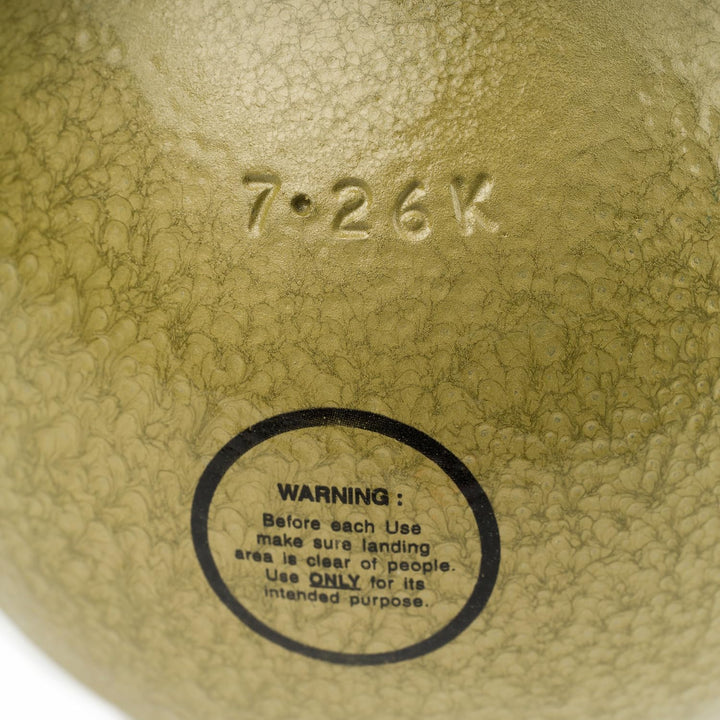 7•26K
WARNING :
Before each Use
make sure landing
area is clear of people.
Use ONLY for its
intended purpose.